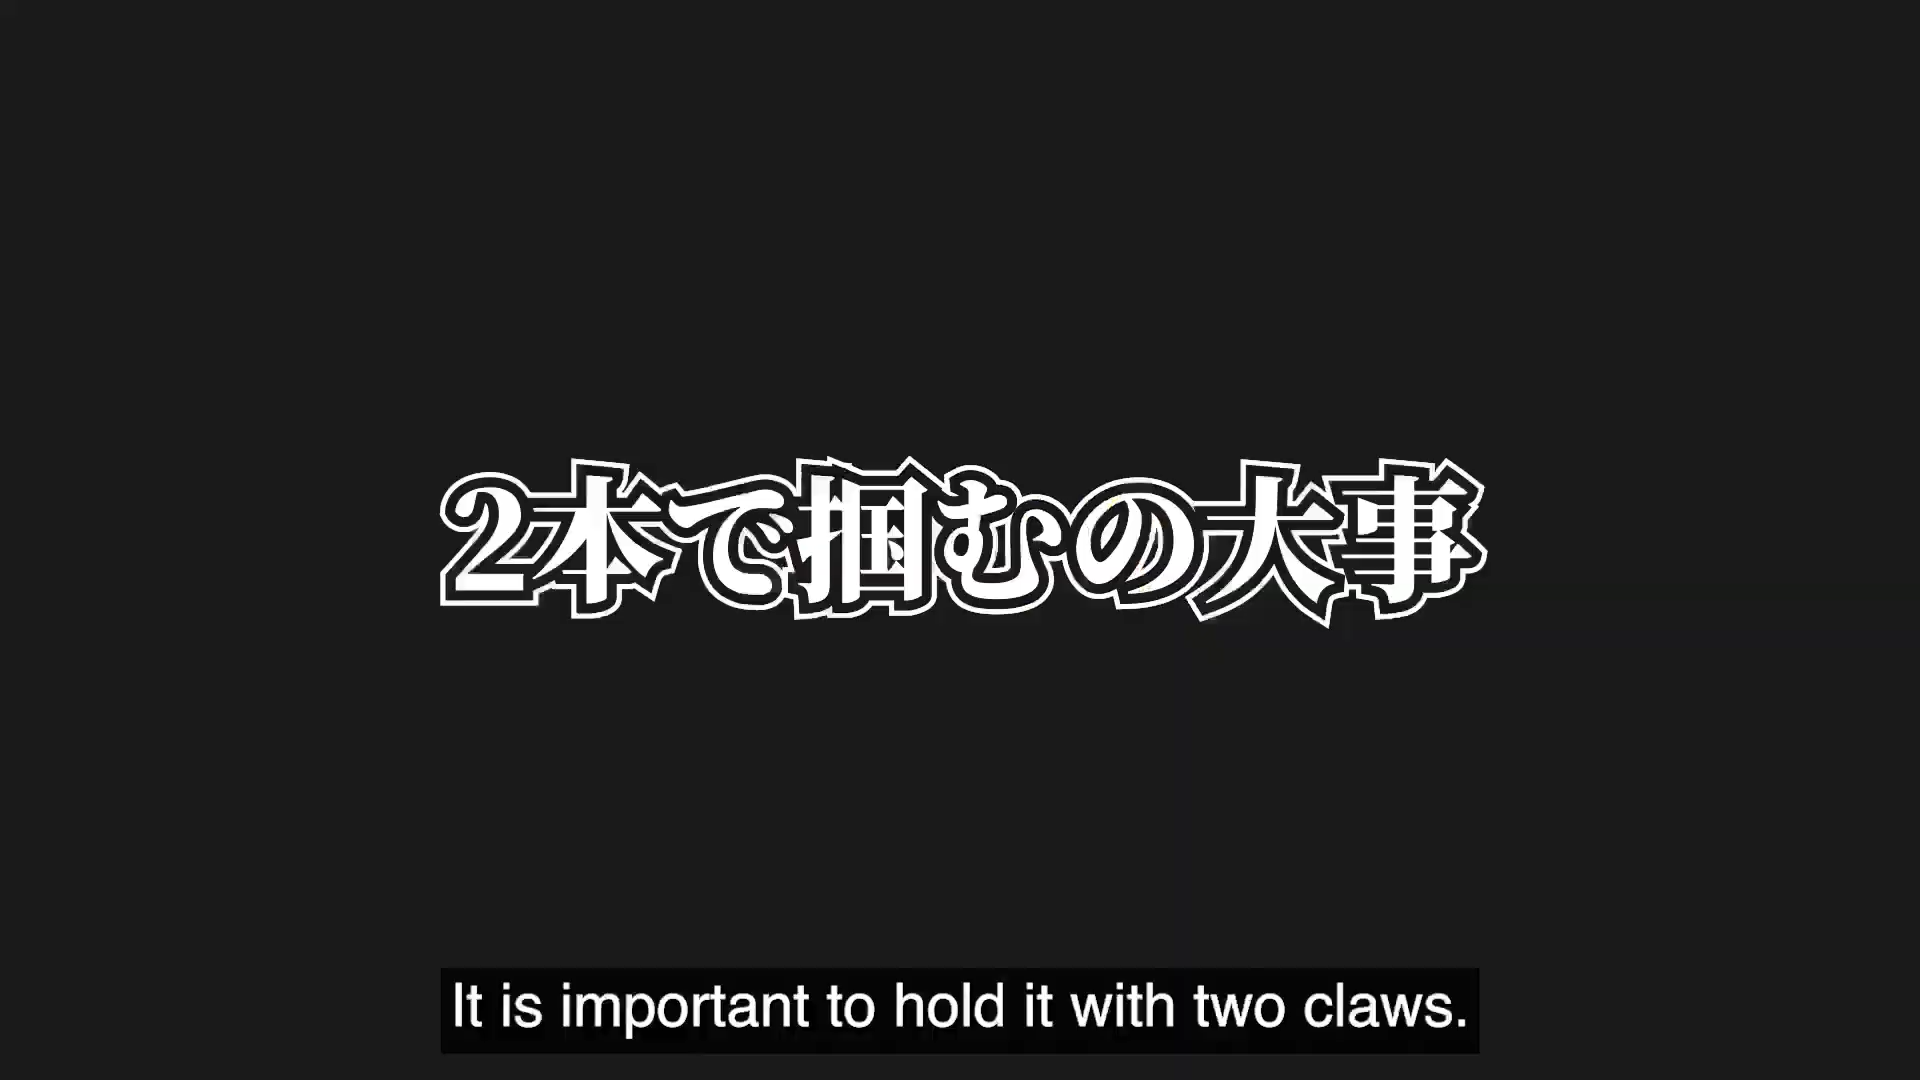 2本で掴むの大事
It is important to hold it with two claws.